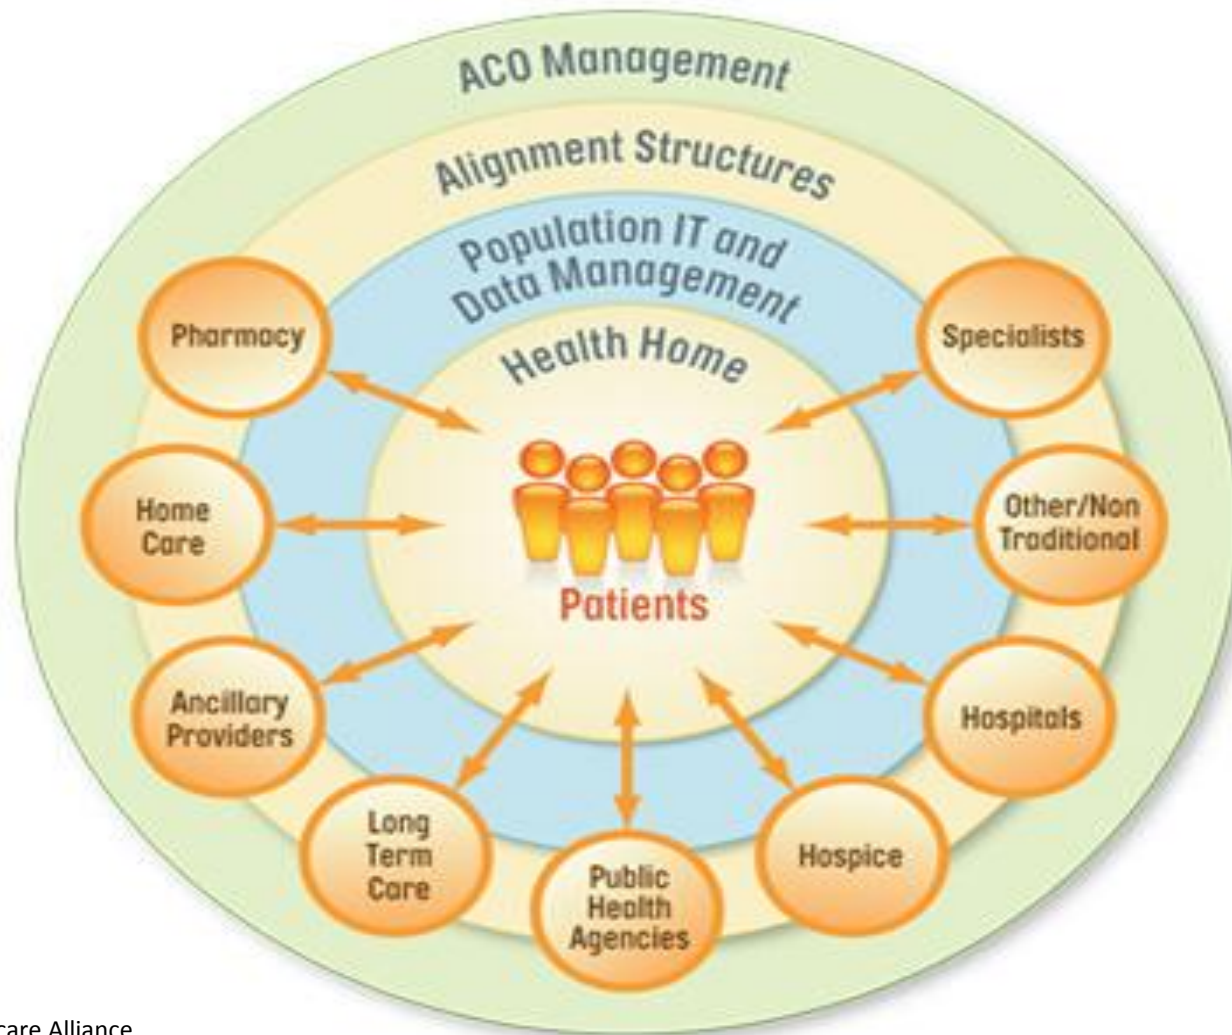 ACO Management
Alignment Structures
Population IT and
Data Management
Health Home
Pharmacy
Specialists
Home
Care
Other/Non
Traditional
Patients
Ancillary
Providers
Hospitals
Long
Term
Care
Public
Health
Agencies
Hospice
Alliance